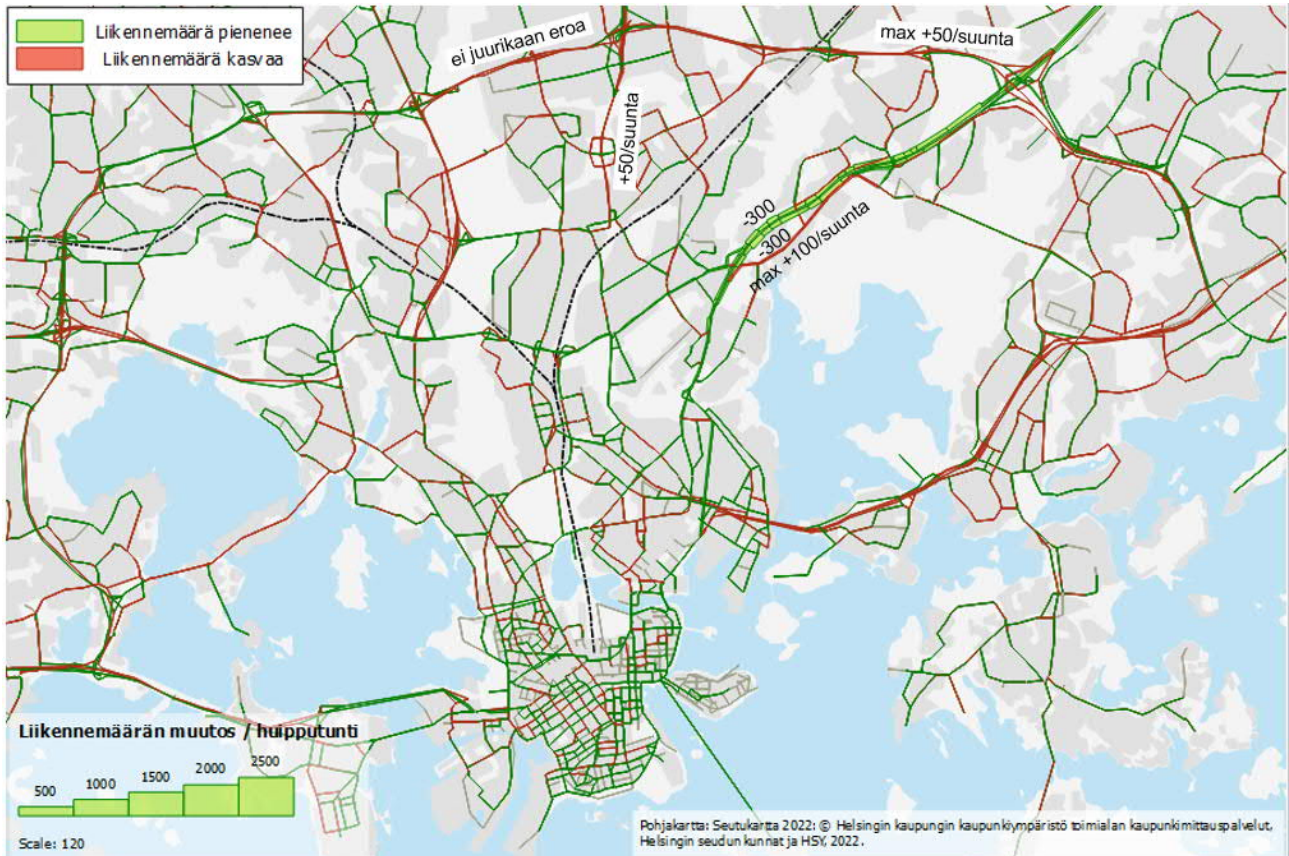 Liikennemäärä pienenee
Liikennemäärä kasvaa
ei juurikaan eroa
max +50/suunta
+50/suunta
-300
-300
max +100/suunta
Liikennemäärän muutos / huipputunti
500
1000
1500
2000
2500
Scale: 120
Pohjakartta: Seutukartta 2022: © Helsingin kaupungin kaupunkiympäristö toimialan kaupunkimittauspalvelut,
Helsingin seudun kunnat ja HSY, 2022.